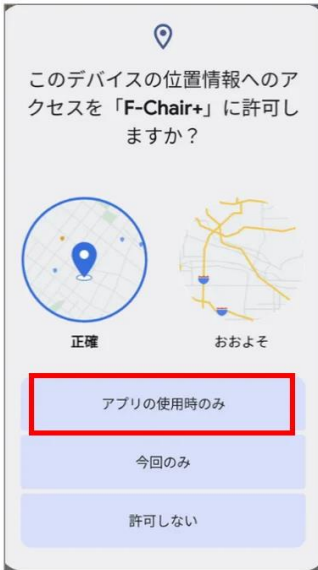 このデバイスの位置情報へのア
クセスを「F-Chair+」に許可し
ますか？
正確
おおよそ
アプリの使用時のみ
今回のみ
許可しない